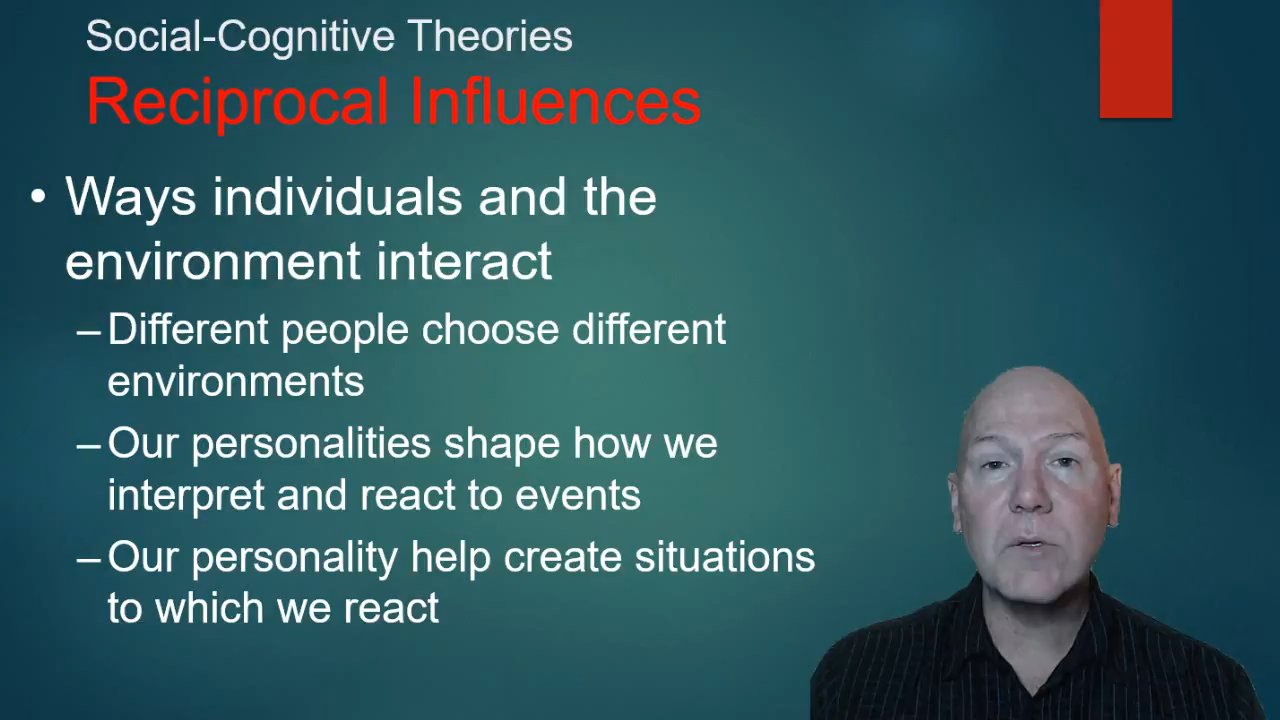 Social-Cognitive Theories
Reciprocal Influences
• Ways individuals and the
environment interact
–Different people choose different
environments
–Our personalities shape how we
interpret and react to events
–Our personality help create situations
to which we react